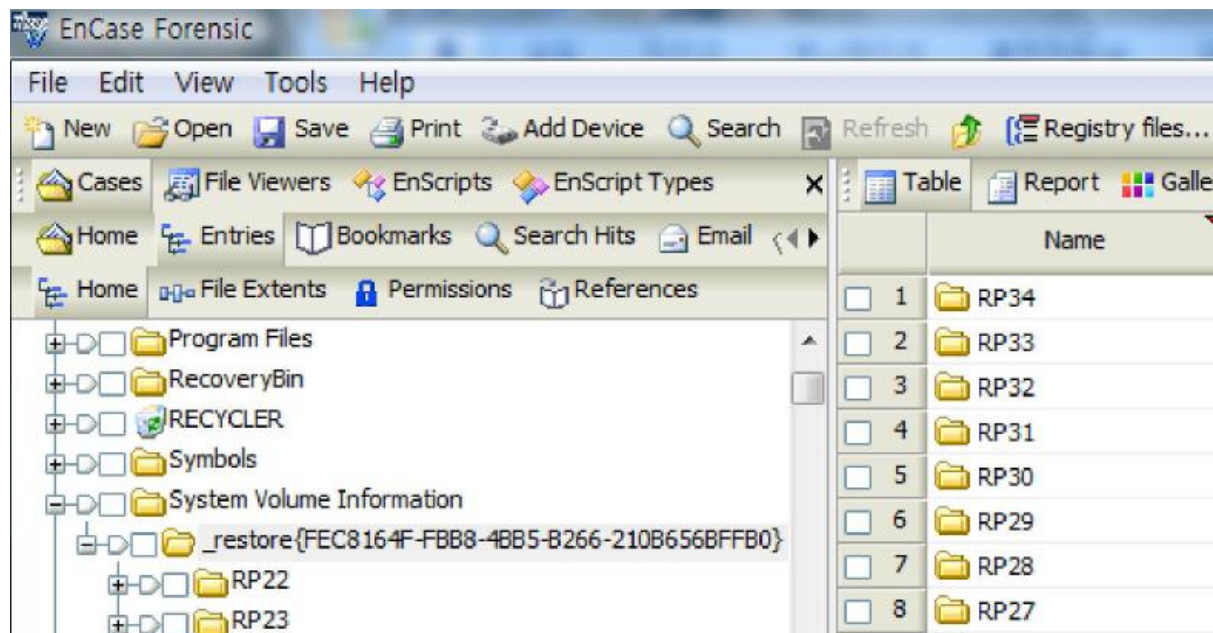 EnCase Forensic
File Edit View Tools Help
New Open Save Print Add Device Search Refresh Registry files...
Cases File Viewers EnScripts EnScript Types
Table Report Galle
Home Entries Bookmarks Search Hits Email
Name
Home File Extents Permissions References
Program Files
RecoveryBin
RECYCLER
Symbols
System Volume Information
_restore{FEC8164F-FBB8-4BB5-B266-210B656BFFB0}
RP22
RP23
1 RP34
2 RP33
3 RP32
4 RP31
5 RP30
6 RP29
7 RP28
8 RP27